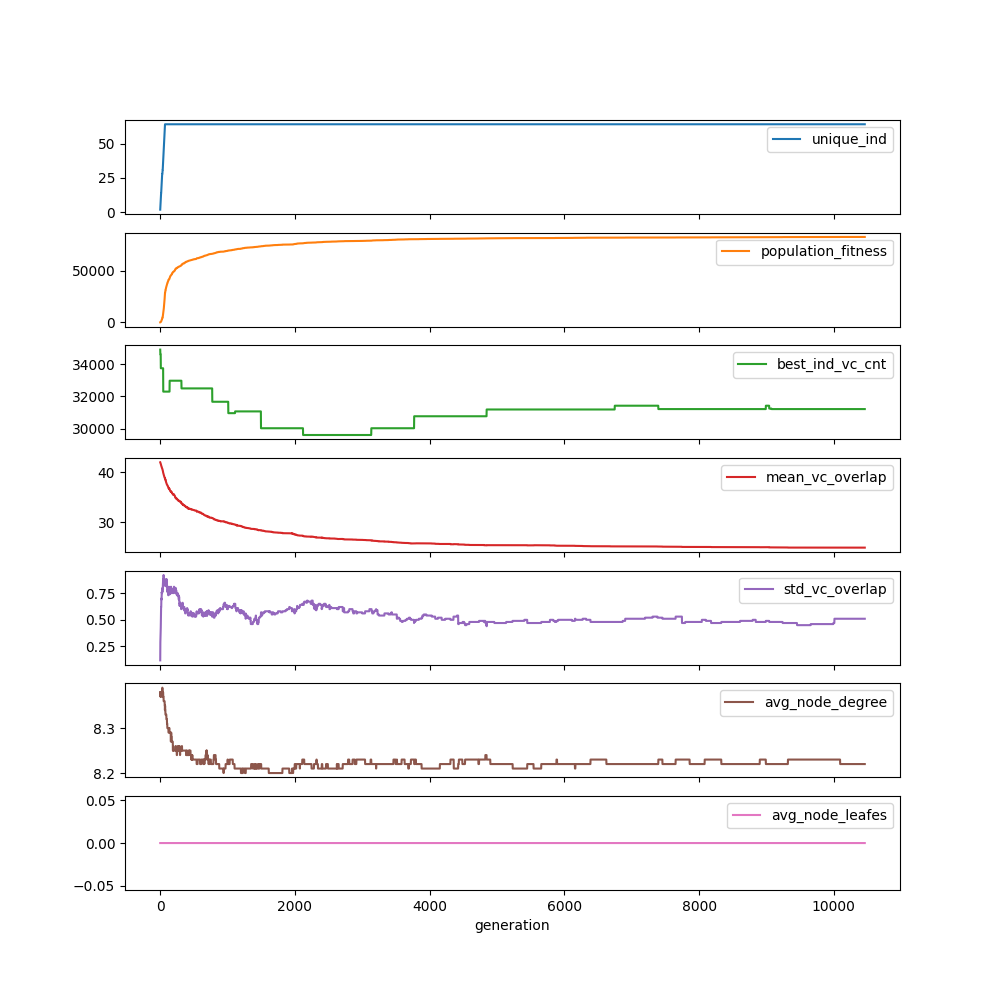 50
25
0
unique_ind
50000
0
population_fitness
34000
32000
30000
best_ind_vc_cnt
40
30
mean_vc_overlap
0.75
0.50
0.25
std_vc_overlap
8.3
8.2
avg_node_degree
0.05
0.00
−0.05
avg_node_leafes
0 2000 4000 6000 8000 10000
generation